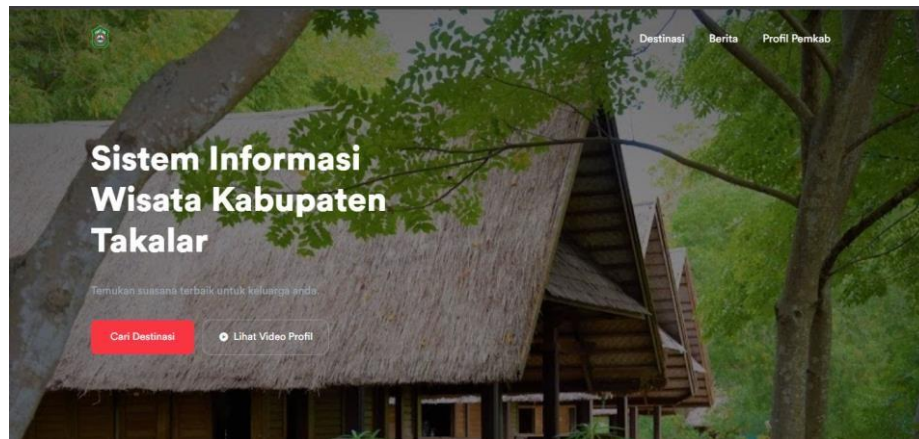 Destinasi Berita Profil Pemkab
Sistem Informasi
Wisata Kabupaten
Takalar
Temukan suasana terbaik untuk keluarga anda.
Cari Destinasi Lihat Video Profil